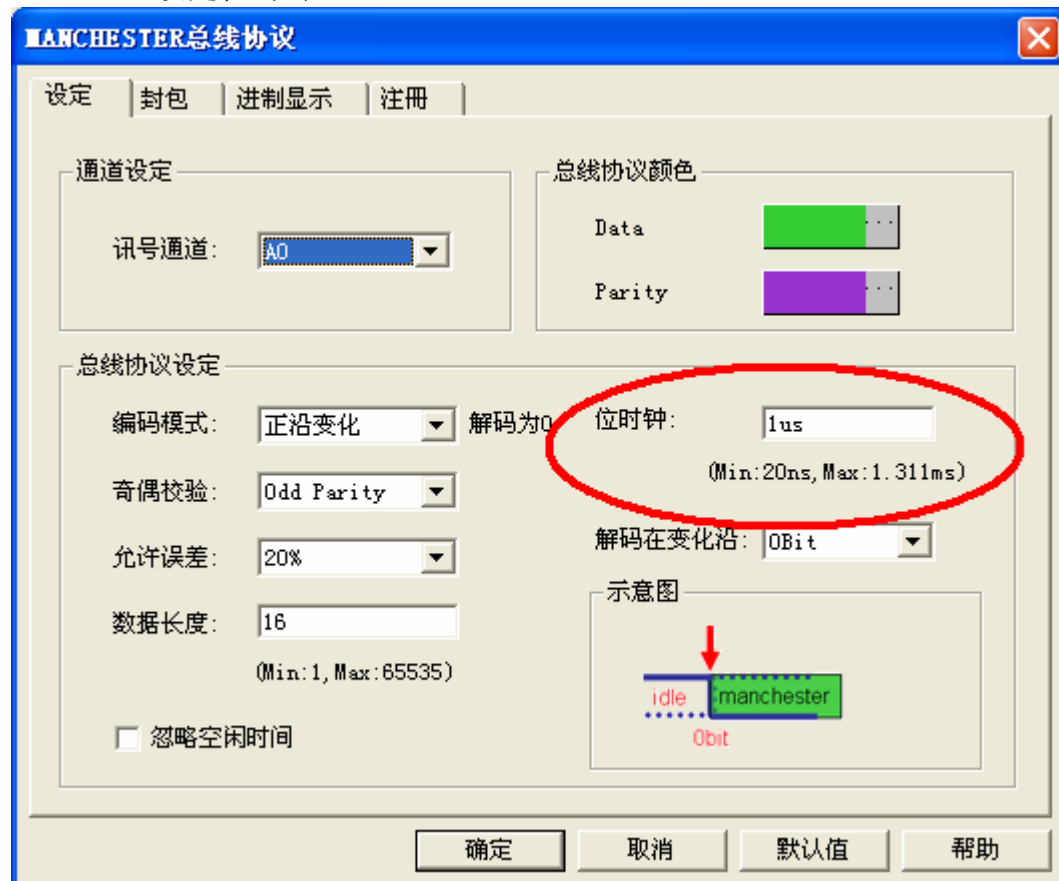 MANCHESTER总线协议
设定 封包 进制显示 注册
通道设定
讯号通道: A0
总线协议颜色
Data ...
Parity ...
总线协议设定
编码模式: 正沿变化 解码为0
位时钟: 1us
(Min:20ns,Max:1.311ms)
奇偶校验: Odd Parity
解码在变化沿: 0Bit
允许误差: 20%
数据长度: 16
(Min:1,Max:65535)
忽略空闲时间
示意图
idle manchester
0bit
确定 取消 默认值 帮助